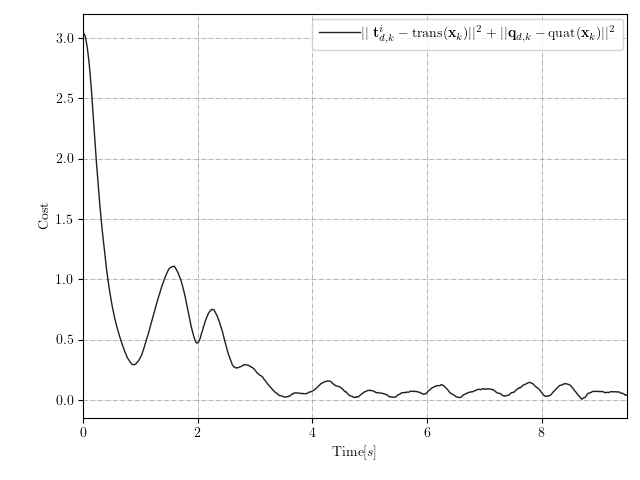 || t^i_{d,k} − trans(x_k)||² + ||q_{d,k} − quat(x_k)||²
3.0
2.5
2.0
1.5
1.0
0.5
0.0
Cost
0 2 4 6 8
Time[s]